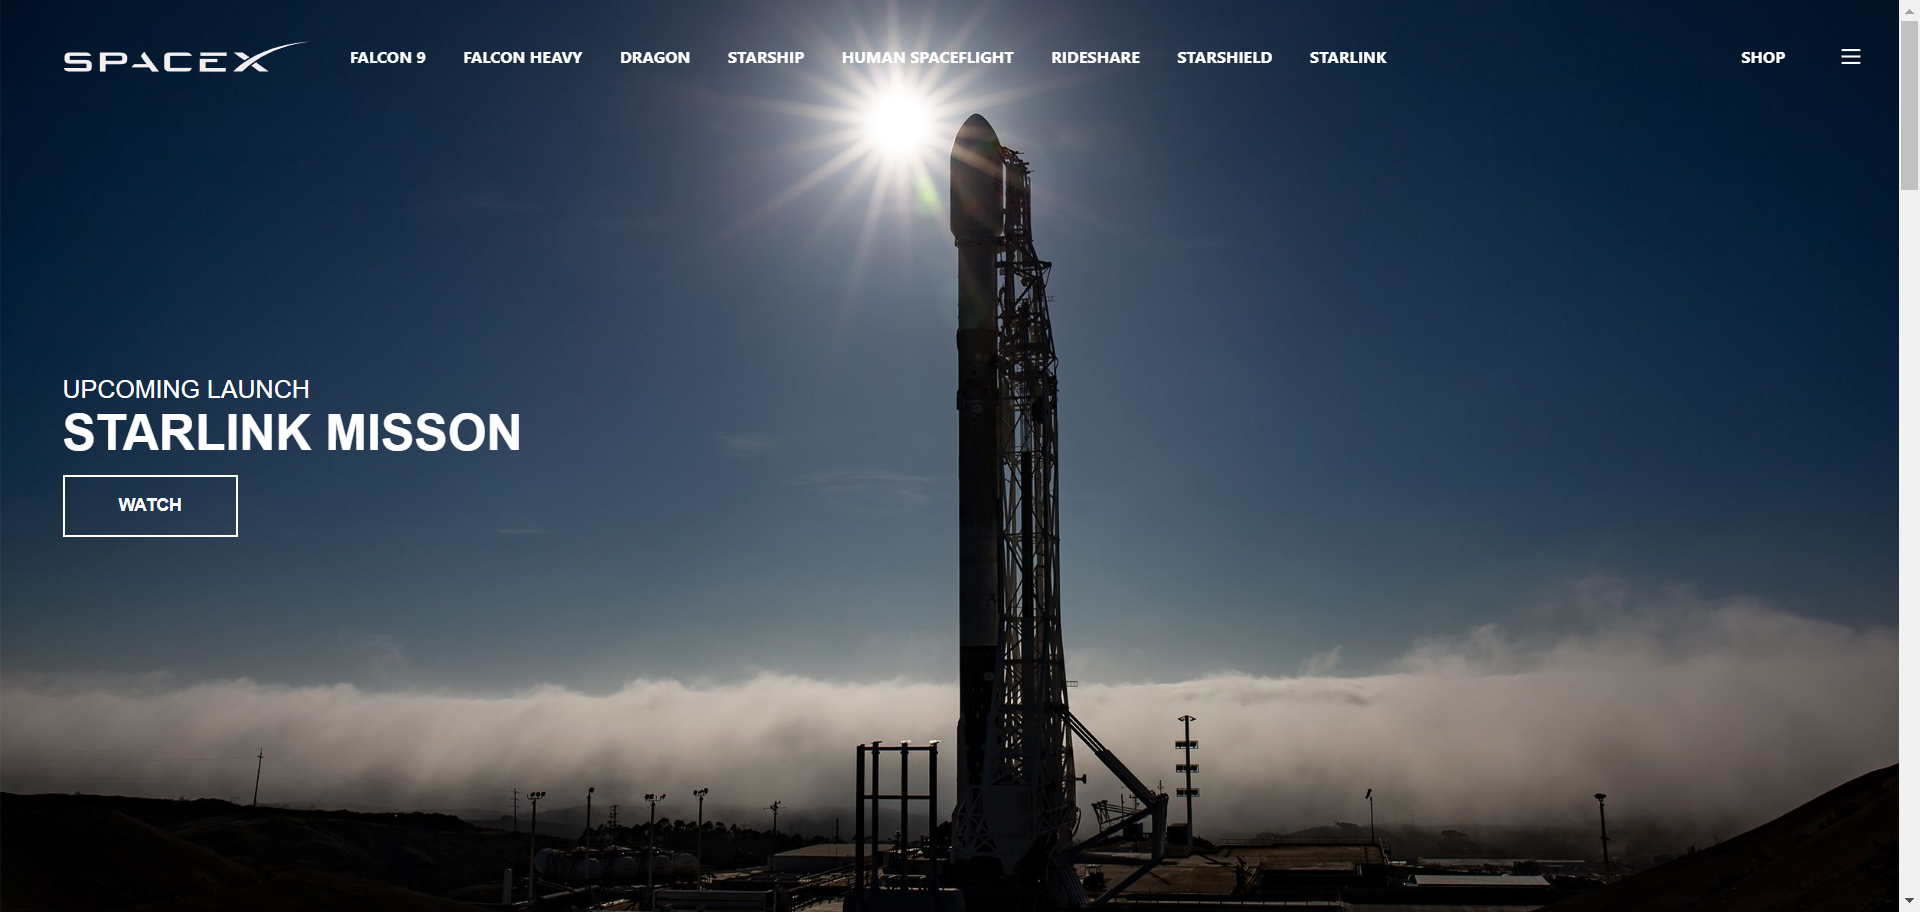 SPACEX FALCON 9 FALCON HEAVY DRAGON STARSHIP HUMAN SPACEFLIGHT RIDESHARE STARSHIELD STARLINK SHOP
UPCOMING LAUNCH
STARLINK MISSON
WATCH